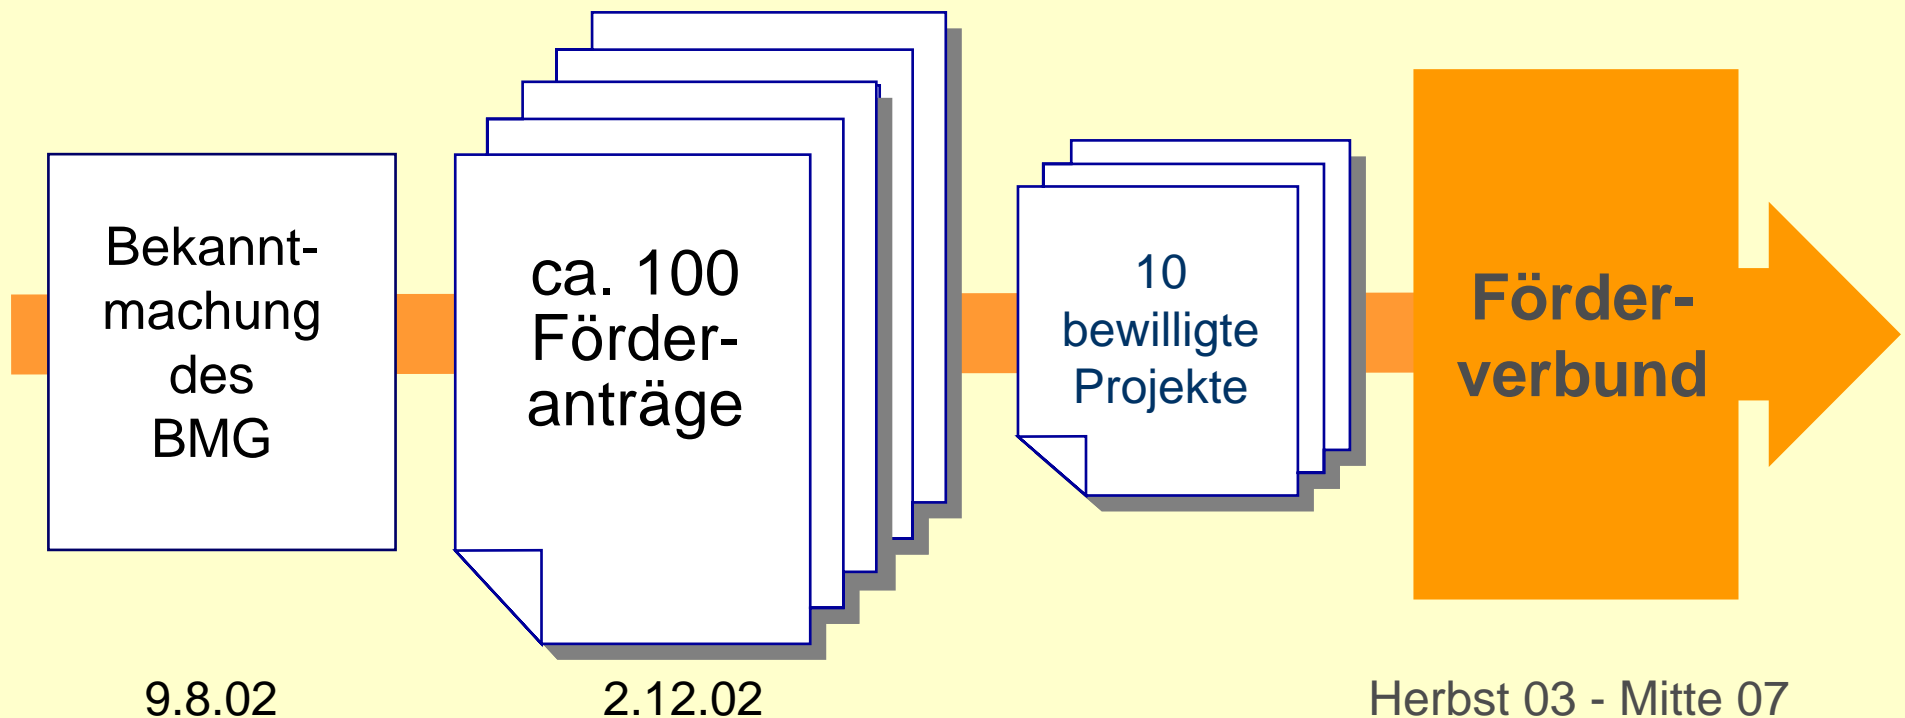 Bekannt-
machung
des
BMG
ca. 100
Förder-
anträge
10
bewilligte
Projekte
Förder-
verbund
9.8.02
2.12.02
Herbst 03 - Mitte 07